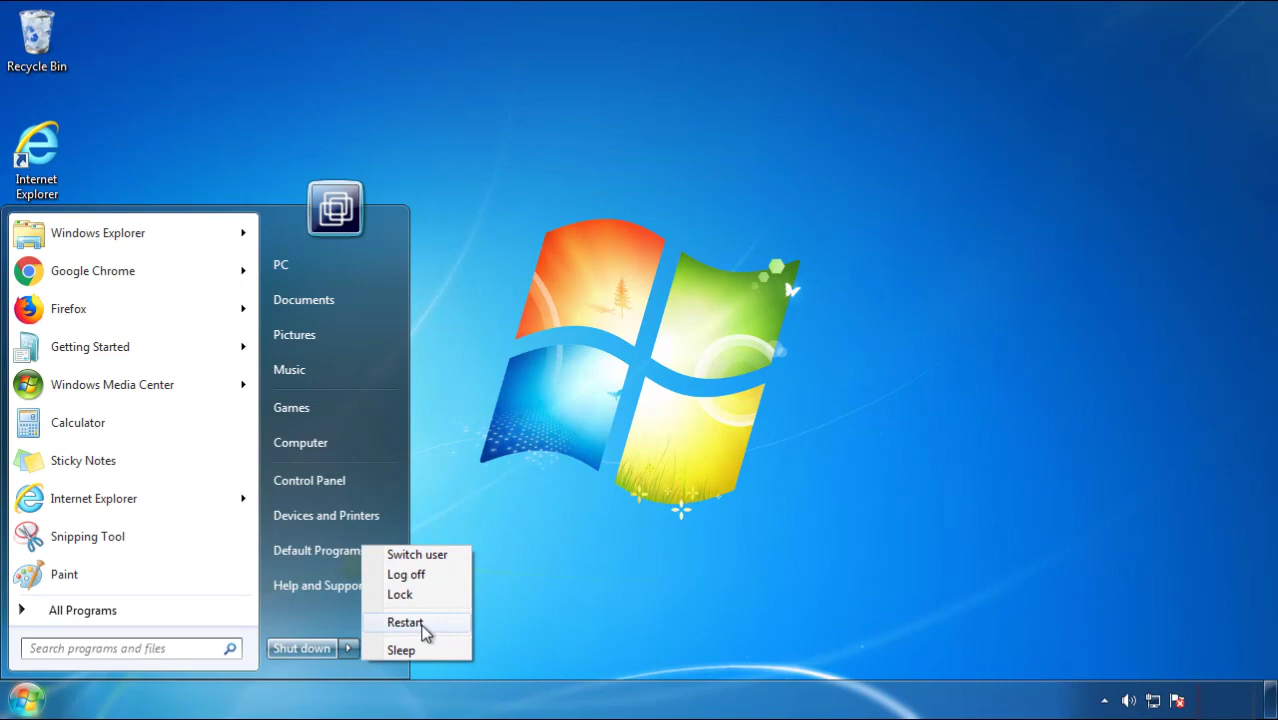 Recycle Bin
Internet
Explorer
Windows Explorer
Google Chrome
Firefox
Getting Started
Windows Media Center
Calculator
Sticky Notes
Internet Explorer
Snipping Tool
Paint
All Programs
Search programs and files
PC
Documents
Pictures
Music
Games
Computer
Control Panel
Devices and Printers
Default Program
Help and Suppor
Shut down
Switch user
Log off
Lock
Restart
Sleep